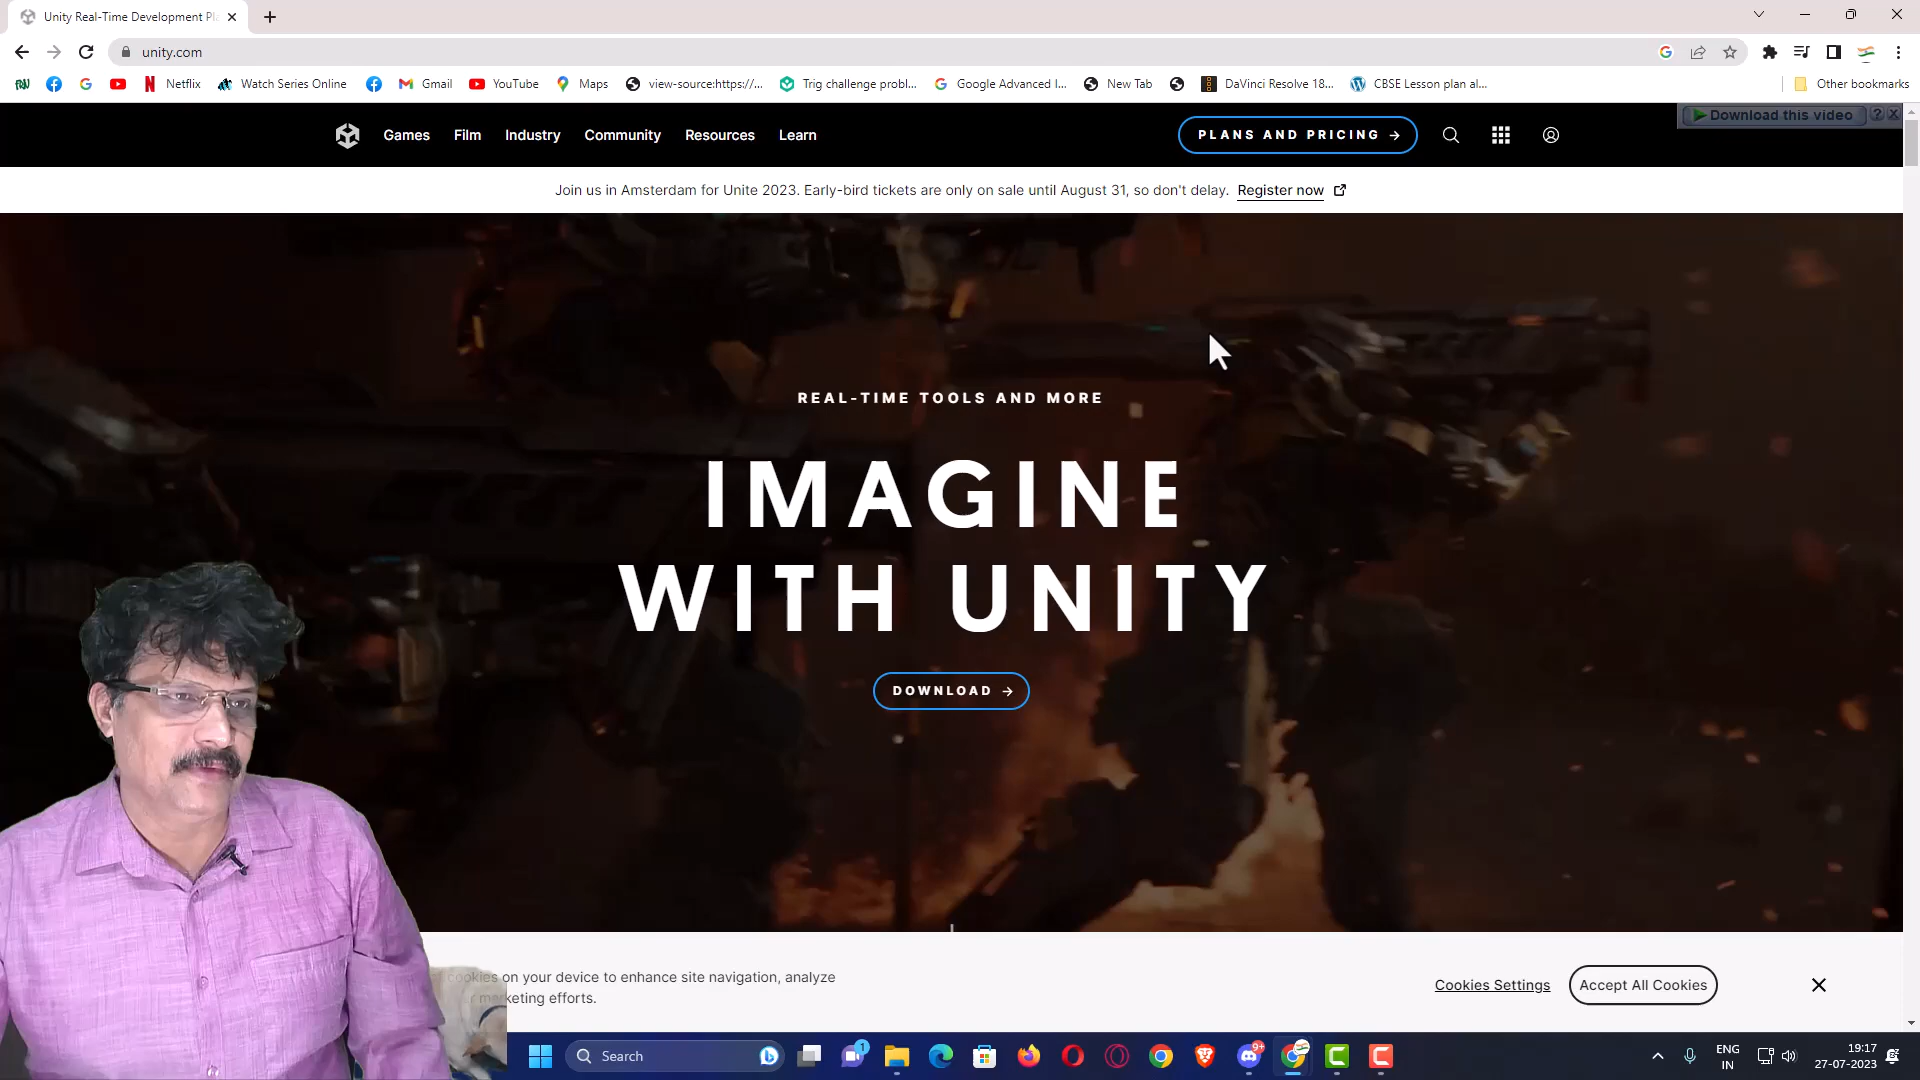 Unity Real-Time Development Pl
unity.com
Netflix
Watch Series Online
Gmail
YouTube
Maps
view-source:https://...
Trig challenge probl...
Google Advanced I...
New Tab
DaVinci Resolve 18...
CBSE Lesson plan al...
Other bookmarks
Download this video
Games Film Industry Community Resources Learn
PLANS AND PRICING →
Join us in Amsterdam for Unite 2023. Early-bird tickets are only on sale until August 31, so don't delay. Register now
REAL-TIME TOOLS AND MORE
IMAGINE
WITH UNITY
DOWNLOAD →
cookies on your device to enhance site navigation, analyze
marketing efforts.
Cookies Settings
Accept All Cookies
Search
1
9+
ENG
IN
19:17
27-07-2023